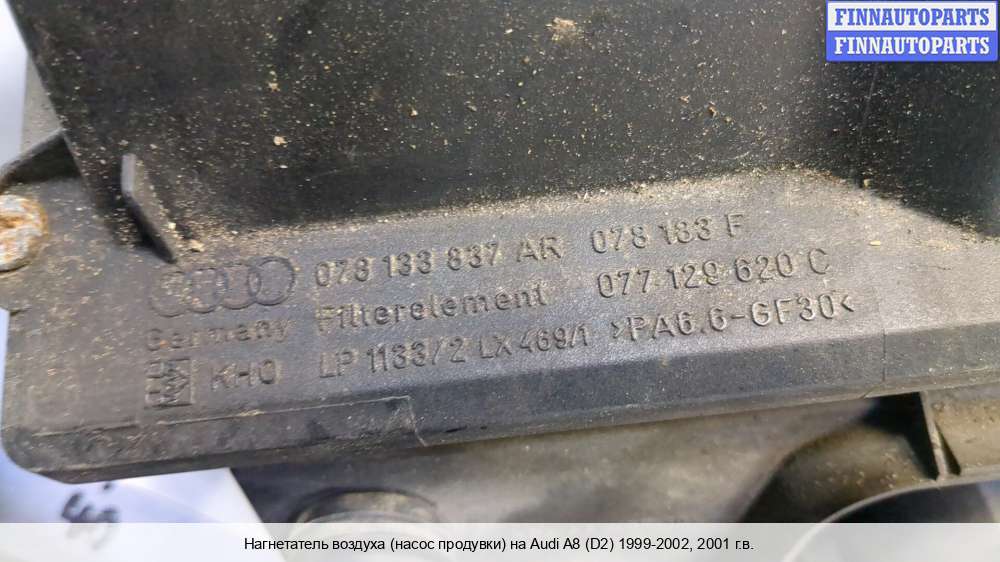 FINNAUTOPARTS
FINNAUTOPARTS
078 133 837 AR 078 183 F
Germany Filterelement 077 129 620 C
KHO LP 1133/2 LX 469/1 >PA6.6-GF30<
Нагнетатель воздуха (насос продувки) на Audi A8 (D2) 1999-2002, 2001 г.в.